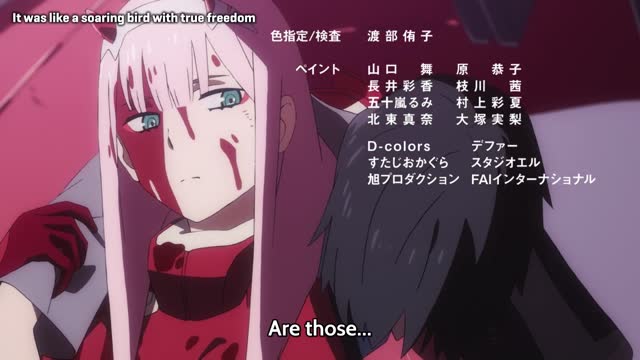 It was like a soaring bird with true freedom
色指定/検査 渡部侑子
ペイント 山口舞 原恭子
長井彩香 枝川茜
五十嵐るみ 村上彩夏
北東真奈 大塚実梨
D-colors デファー
すたじおかぐら スタジオエル
旭プロダクション FAIインターナショナル
Are those...